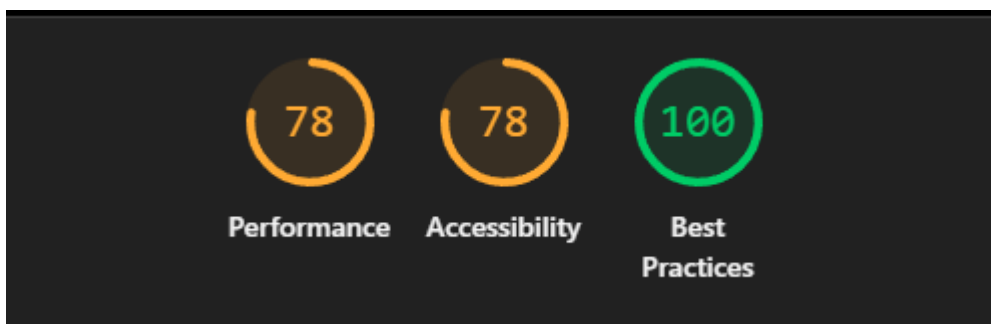 78
78
100
Performance
Accessibility
Best
Practices